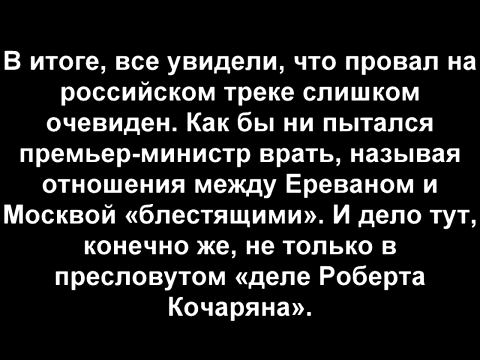 В итоге, все увидели, что провал на
российском треке слишком
очевиден. Как бы ни пытался
премьер-министр врать, называя
отношения между Ереваном и
Москвой «блестящими». И дело тут,
конечно же, не только в
пресловутом «деле Роберта
Кочаряна».